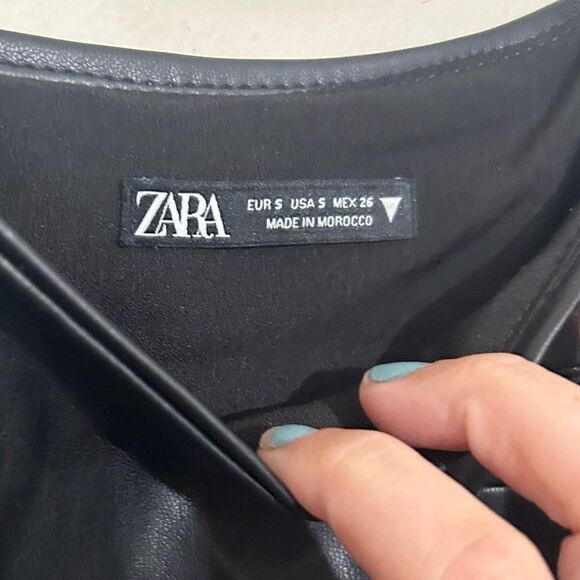 ZARA
EUR S USA S MEX 26
MADE IN MOROCCO